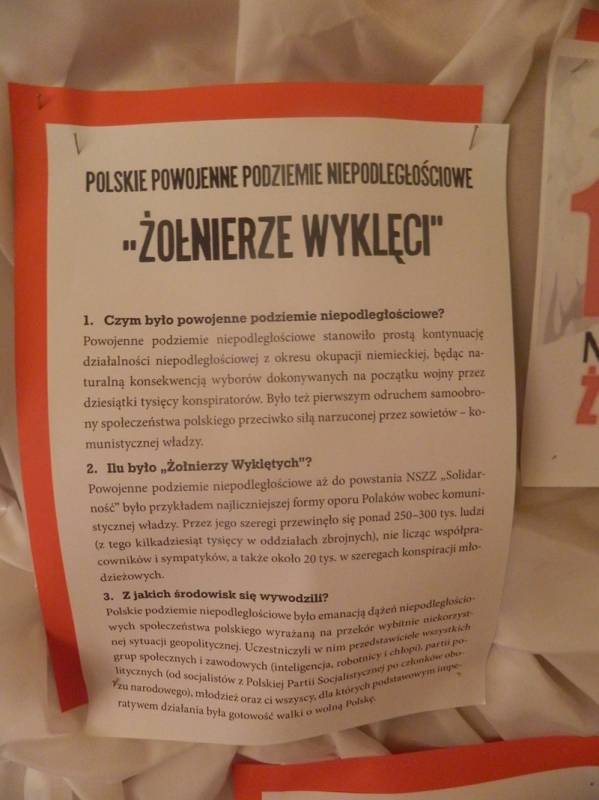 POLSKIE POWOJENNE PODZIEMIE NIEPODLEGŁOŚCIOWE
„ŻOŁNIERZE WYKLĘCI"
1. Czym było powojenne podziemie niepodległościowe?
Powojenne podziemie niepodległościowe stanowiło prostą kontynuację
działalności niepodległościowej z okresu okupacji niemieckiej, będąc na-
turalną konsekwencją wyborów dokonywanych na początku wojny przez
dziesiątki tysięcy konspiratorów. Było też pierwszym odruchem samoobro-
ny społeczeństwa polskiego przeciwko siłą narzuconej przez sowietów – ko-
munistycznej władzy.
2. Ilu było „Żołnierzy Wyklętych"?
Powojenne podziemie niepodległościowe aż do powstania NSZZ „Solidar-
ność" było przykładem najliczniejszej formy oporu Polaków wobec komuni-
stycznej władzy. Przez jego szeregi przewinęło się ponad 250–300 tys. ludzi
(z tego kilkadziesiąt tysięcy w oddziałach zbrojnych), nie licząc współpra-
cowników i sympatyków, a także około 20 tys. w szeregach konspiracji mło-
dzieżowych.
3. Z jakich środowisk się wywodzili?
Polskie podziemie niepodległościowe było emanacją dążeń niepodległościo-
wych społeczeństwa polskiego wyrażaną na przekór wybitnie niekorzyst-
nej sytuacji geopolitycznej. Uczestniczyli w nim przedstawiciele wszystkich
grup społecznych i zawodowych (inteligencja, robotnicy i chłopi), partii po-
litycznych (od socjalistów z Polskiej Partii Socjalistycznej po członków obo-
zu narodowego), młodzież oraz ci wszyscy, dla których podstawowym impe-
ratywem działania była gotowość walki o wolną Polskę.
1
N
Ż